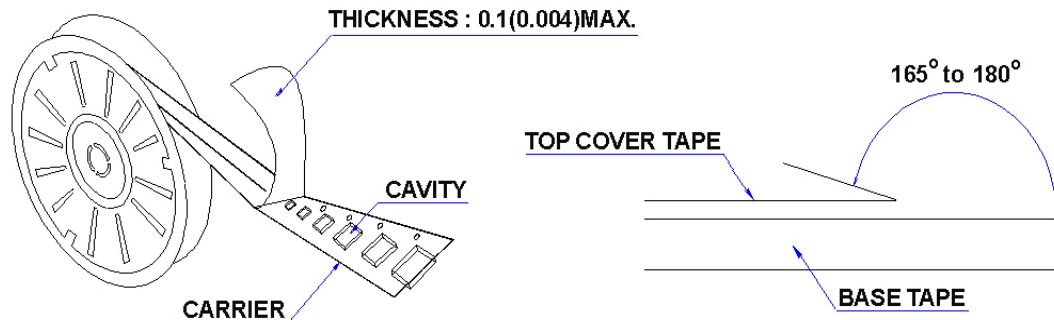 THICKNESS : 0.1(0.004)MAX.
CAVITY
CARRIER
165° to 180°
TOP COVER TAPE
BASE TAPE